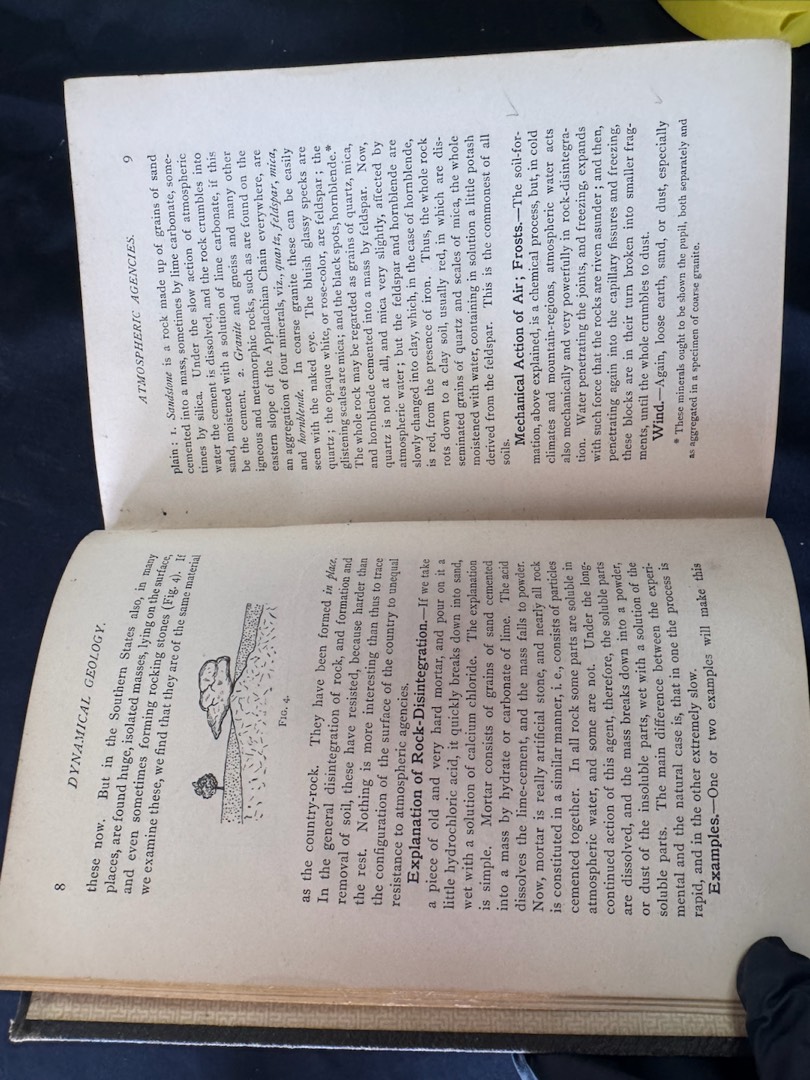 8
DYNAMICAL GEOLOGY.
these now. But in the Southern States also, in many
places, are found huge, isolated masses, lying on the surface,
and even sometimes forming rocking stones (Fig. 4). If
we examine these, we find that they are of the same material
FIG. 4.
as the country-rock. They have been formed in place.
In the general disintegration of rock, and formation and
removal of soil, these have resisted, because harder than
the rest. Nothing is more interesting than thus to trace
the configuration of the surface of the country to unequal
resistance to atmospheric agencies.
Explanation of Rock-Disintegration.—If we take
a piece of old and very hard mortar, and pour on it a
little hydrochloric acid, it quickly breaks down into sand,
wet with a solution of calcium chloride. The explanation
is simple. Mortar consists of grains of sand cemented
into a mass by hydrate or carbonate of lime. The acid
dissolves the lime-cement, and the mass falls to powder.
Now, mortar is really artificial stone, and nearly all rock
is constituted in a similar manner, i. e., consists of particles
cemented together. In all rock some parts are soluble in
atmospheric water, and some are not. Under the long-
continued action of this agent, therefore, the soluble parts
are dissolved, and the mass breaks down into a powder,
or dust of the insoluble parts, wet with a solution of the
soluble parts. The main difference between the experi-
mental and the natural case is, that in one the process is
rapid, and in the other extremely slow.
Examples.—One or two examples will make this
ATMOSPHERIC AGENCIES.
9
plain: 1. Sandstone is a rock made up of grains of sand
cemented into a mass, sometimes by lime carbonate, some-
times by silica. Under the slow action of atmospheric
water the cement is dissolved, and the rock crumbles into
sand, moistened with a solution of lime carbonate, if this
be the cement. 2. Granite and gneiss and many other
igneous and metamorphic rocks, such as are found on the
eastern slope of the Appalachian Chain everywhere, are
an aggregation of four minerals, viz., quartz, feldspar, mica,
and hornblende. In coarse granite these can be easily
seen with the naked eye. The bluish glassy specks are
quartz; the opaque white, or rose-color, are feldspar; the
glistening scales are mica; and the black spots, hornblende.*
The whole rock may be regarded as grains of quartz, mica,
and hornblende cemented into a mass by feldspar. Now,
quartz is not at all, and mica very slightly, affected by
atmospheric water; but the feldspar and hornblende are
slowly changed into clay, which, in the case of hornblende,
is red, from the presence of iron. Thus, the whole rock
rots down to a clay soil, usually red, in which are dis-
seminated grains of quartz and scales of mica, the whole
moistened with water, containing in solution a little potash
derived from the feldspar. This is the commonest of all
soils.
Mechanical Action of Air; Frosts.—The soil-for-
mation, above explained, is a chemical process, but, in cold
climates and mountain-regions, atmospheric water acts
also mechanically and very powerfully in rock-disintegra-
tion. Water penetrating the joints, and freezing, expands
with such force that the rocks are riven asunder; and then,
penetrating again into the capillary fissures and freezing,
these blocks are in their turn broken into smaller frag-
ments, until the whole crumbles to dust.
Wind.—Again, loose earth, sand, or dust, especially
* These minerals ought to be shown the pupil, both separately and
as aggregated in a specimen of coarse granite.